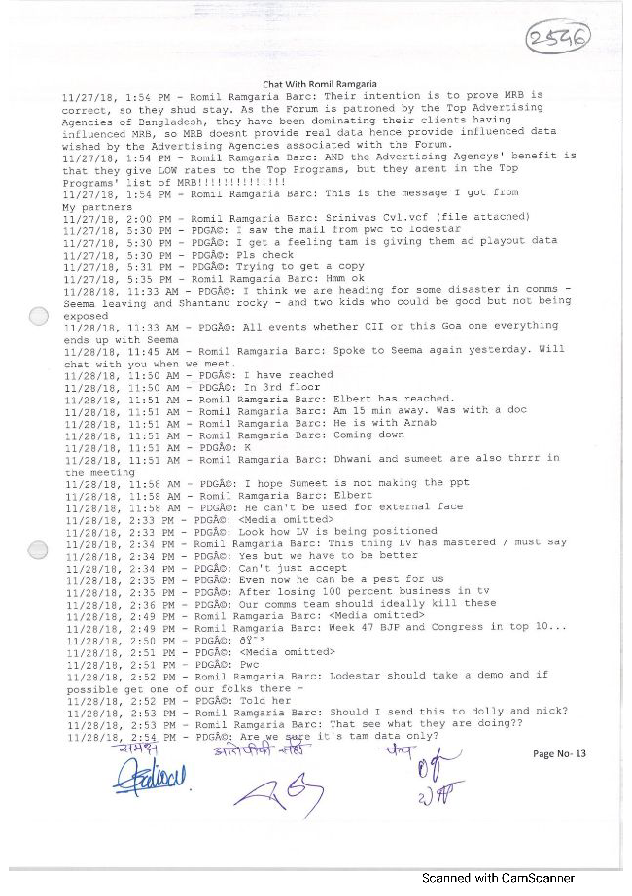 2596
Chat With Romil Ramgaria
11/27/18, 1:54 PM - Romil Ramgaria Barc: Their intention is to prove MRB is
correct, so they shud stay. As the Forum is patroned by the Top Advertising
Agencies of Bangladesh, they have been dominating their clients having
influenced MRB, so MRB doesnt provide real data hence provide influenced data
wished by the Advertising Agencies associated with the Forum.
11/27/18, 1:54 PM - Romil Ramgaria Barc: AND the Advertising Agencys' benefit is
that they give LOW rates to the Top Programs, but they arent in the Top
Programs' list of MRB!!!!!!!!!!!!!!
11/27/18, 1:54 PM - Romil Ramgaria Barc: This is the message I got from
My partners
11/27/18, 2:00 PM - Romil Ramgaria Barc: Srinivas Cvl.vcf (file attached)
11/27/18, 5:30 PM - PDGÂ©: I saw the mail from pwc to lodestar
11/27/18, 5:30 PM - PDGÂ©: I get a feeling tam is giving them ad playout data
11/27/18, 5:30 PM - PDGÂ©: Pls check
11/27/18, 5:31 PM - PDGÂ©: Trying to get a copy
11/27/18, 5:35 PM - Romil Ramgaria Barc: Hmm ok
11/28/18, 11:33 AM - PDGÂ©: I think we are heading for some disaster in comms -
Seema leaving and Shantanu rocky - and two kids who could be good but not being
exposed
11/28/18, 11:33 AM - PDGÂ©: All events whether CII or this Goa one everything
ends up with Seema
11/28/18, 11:45 AM - Romil Ramgaria Barc: Spoke to Seema again yesterday. Will
chat with you when we meet.
11/28/18, 11:50 AM - PDGÂ©: I have reached
11/28/18, 11:50 AM - PDGÂ©: In 3rd floor
11/28/18, 11:51 AM - Romil Ramgaria Barc: Elbert has reached.
11/28/18, 11:51 AM - Romil Ramgaria Barc: Am 15 min away. Was with a doc
11/28/18, 11:51 AM - Romil Ramgaria Barc: He is with Arnab
11/28/18, 11:51 AM - Romil Ramgaria Barc: Coming down
11/28/18, 11:51 AM - PDGÂ©: K
11/28/18, 11:51 AM - Romil Ramgaria Barc: Dhwani and sumeet are also thrrr in
the meeting
11/28/18, 11:58 AM - PDGÂ©: I hope Sumeet is not making the ppt
11/28/18, 11:58 AM - Romil Ramgaria Barc: Elbert
11/28/18, 11:58 AM - PDGÂ©: He can't be used for external face
11/28/18, 2:33 PM - PDGÂ©: <Media omitted>
11/28/18, 2:33 PM - PDGÂ©: Look how LV is being positioned
11/28/18, 2:34 PM - Romil Ramgaria Barc: This thing LV has mastered / must say
11/28/18, 2:34 PM - PDGÂ©: Yes but we have to be better
11/28/18, 2:34 PM - PDGÂ©: Can't just accept
11/28/18, 2:35 PM - PDGÂ©: Even now he can be a pest for us
11/28/18, 2:35 PM - PDGÂ©: After losing 100 percent business in tv
11/28/18, 2:36 PM - PDGÂ©: Our comms team should ideally kill these
11/28/18, 2:49 PM - Romil Ramgaria Barc: <Media omitted>
11/28/18, 2:49 PM - Romil Ramgaria Barc: Week 47 BJP and Congress in top 10...
11/28/18, 2:50 PM - PDGÂ©:
11/28/18, 2:51 PM - PDGÂ©: <Media omitted>
11/28/18, 2:51 PM - PDGÂ©: Pwc
11/28/18, 2:52 PM - Romil Ramgaria Barc: Lodestar should take a demo and if
possible get one of our folks there -
11/28/18, 2:52 PM - PDGÂ©: Told her
11/28/18, 2:53 PM - Romil Ramgaria Barc: Should I send this to dolly and nick?
11/28/18, 2:53 PM - Romil Ramgaria Barc: That see what they are doing??
11/28/18, 2:54 PM - PDGÂ©: Are we sure it s tam data only?
समक्ष
पंच
Page No- 13
Scanned with CamScanner